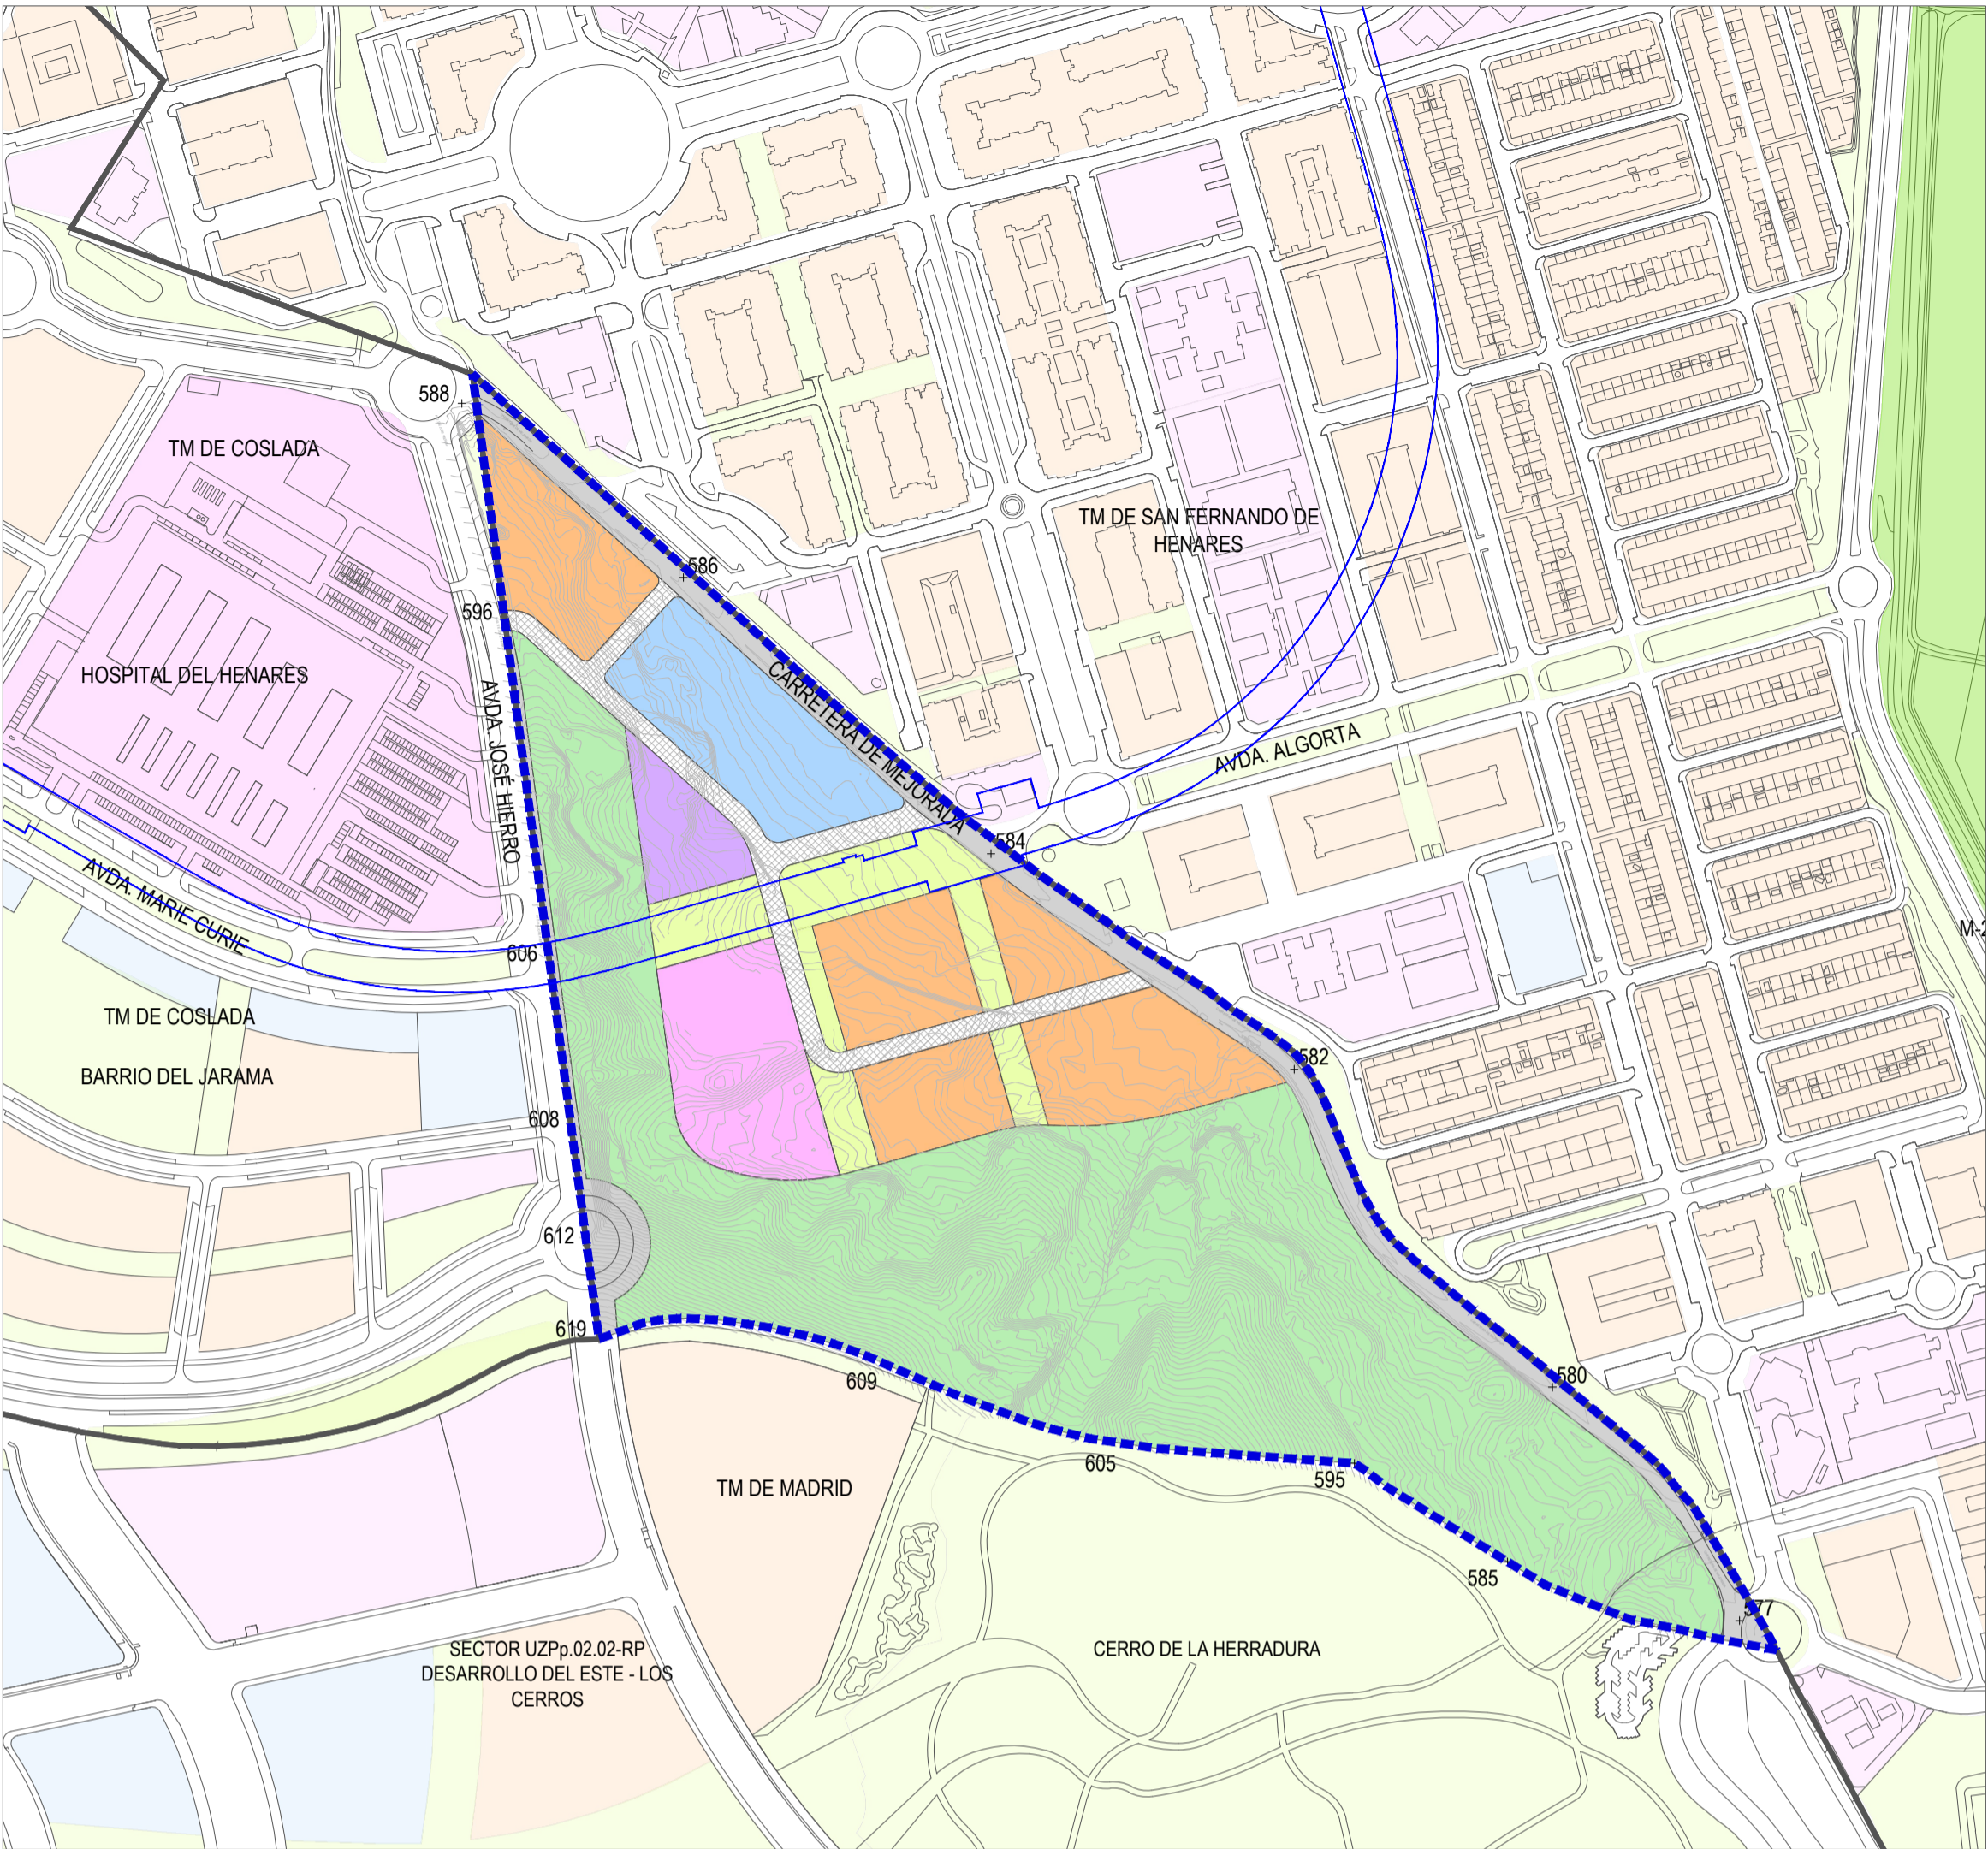 588
TM DE COSLADA
TM DE SAN FERNANDO DE
HENARES
586
596
HOSPITAL DEL HENARES
AVDA. JOSÉ HIERRO
CARRETERA DE MEJORADA
AVDA. ALGORTA
584
AVDA. MARIE CURIE
606
M-2
TM DE COSLADA
582
BARRIO DEL JARAMA
608
612
619
609
580
605
595
TM DE MADRID
585
577
SECTOR UZPp.02.02-RP
DESARROLLO DEL ESTE - LOS
CERROS
CERRO DE LA HERRADURA